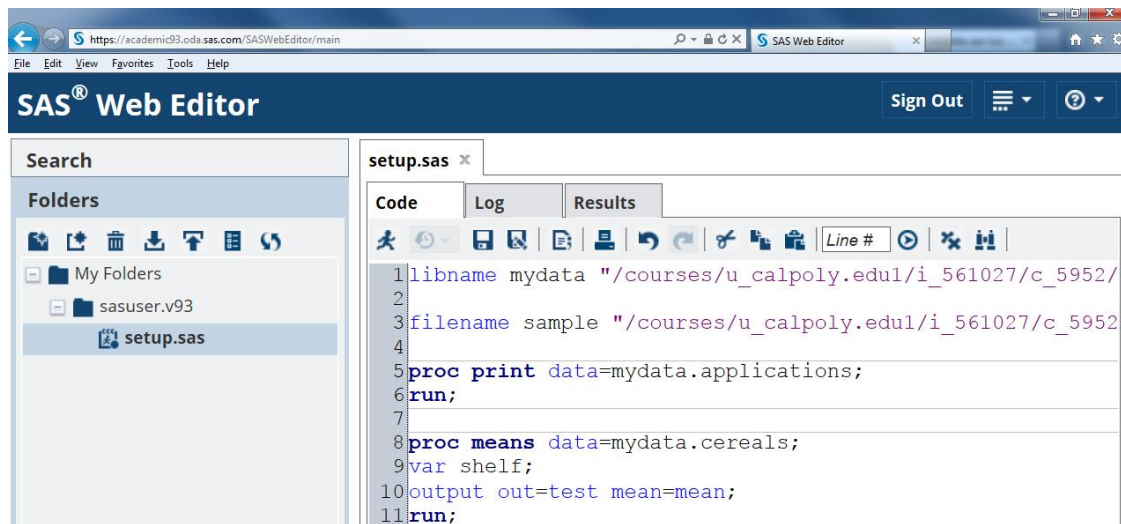 https://academic93.oda.sas.com/SASWebEditor/main
SAS Web Editor
File Edit View Favorites Tools Help
SAS® Web Editor
Sign Out
Search
Folders
My Folders
sasuser.v93
setup.sas
setup.sas
Code Log Results
Line #
1 libname mydata "/courses/u_calpoly.edu1/i_561027/c_5952/
2
3 filename sample "/courses/u_calpoly.edu1/i_561027/c_5952
4
5 proc print data=mydata.applications;
6 run;
7
8 proc means data=mydata.cereals;
9 var shelf;
10 output out=test mean=mean;
11 run;